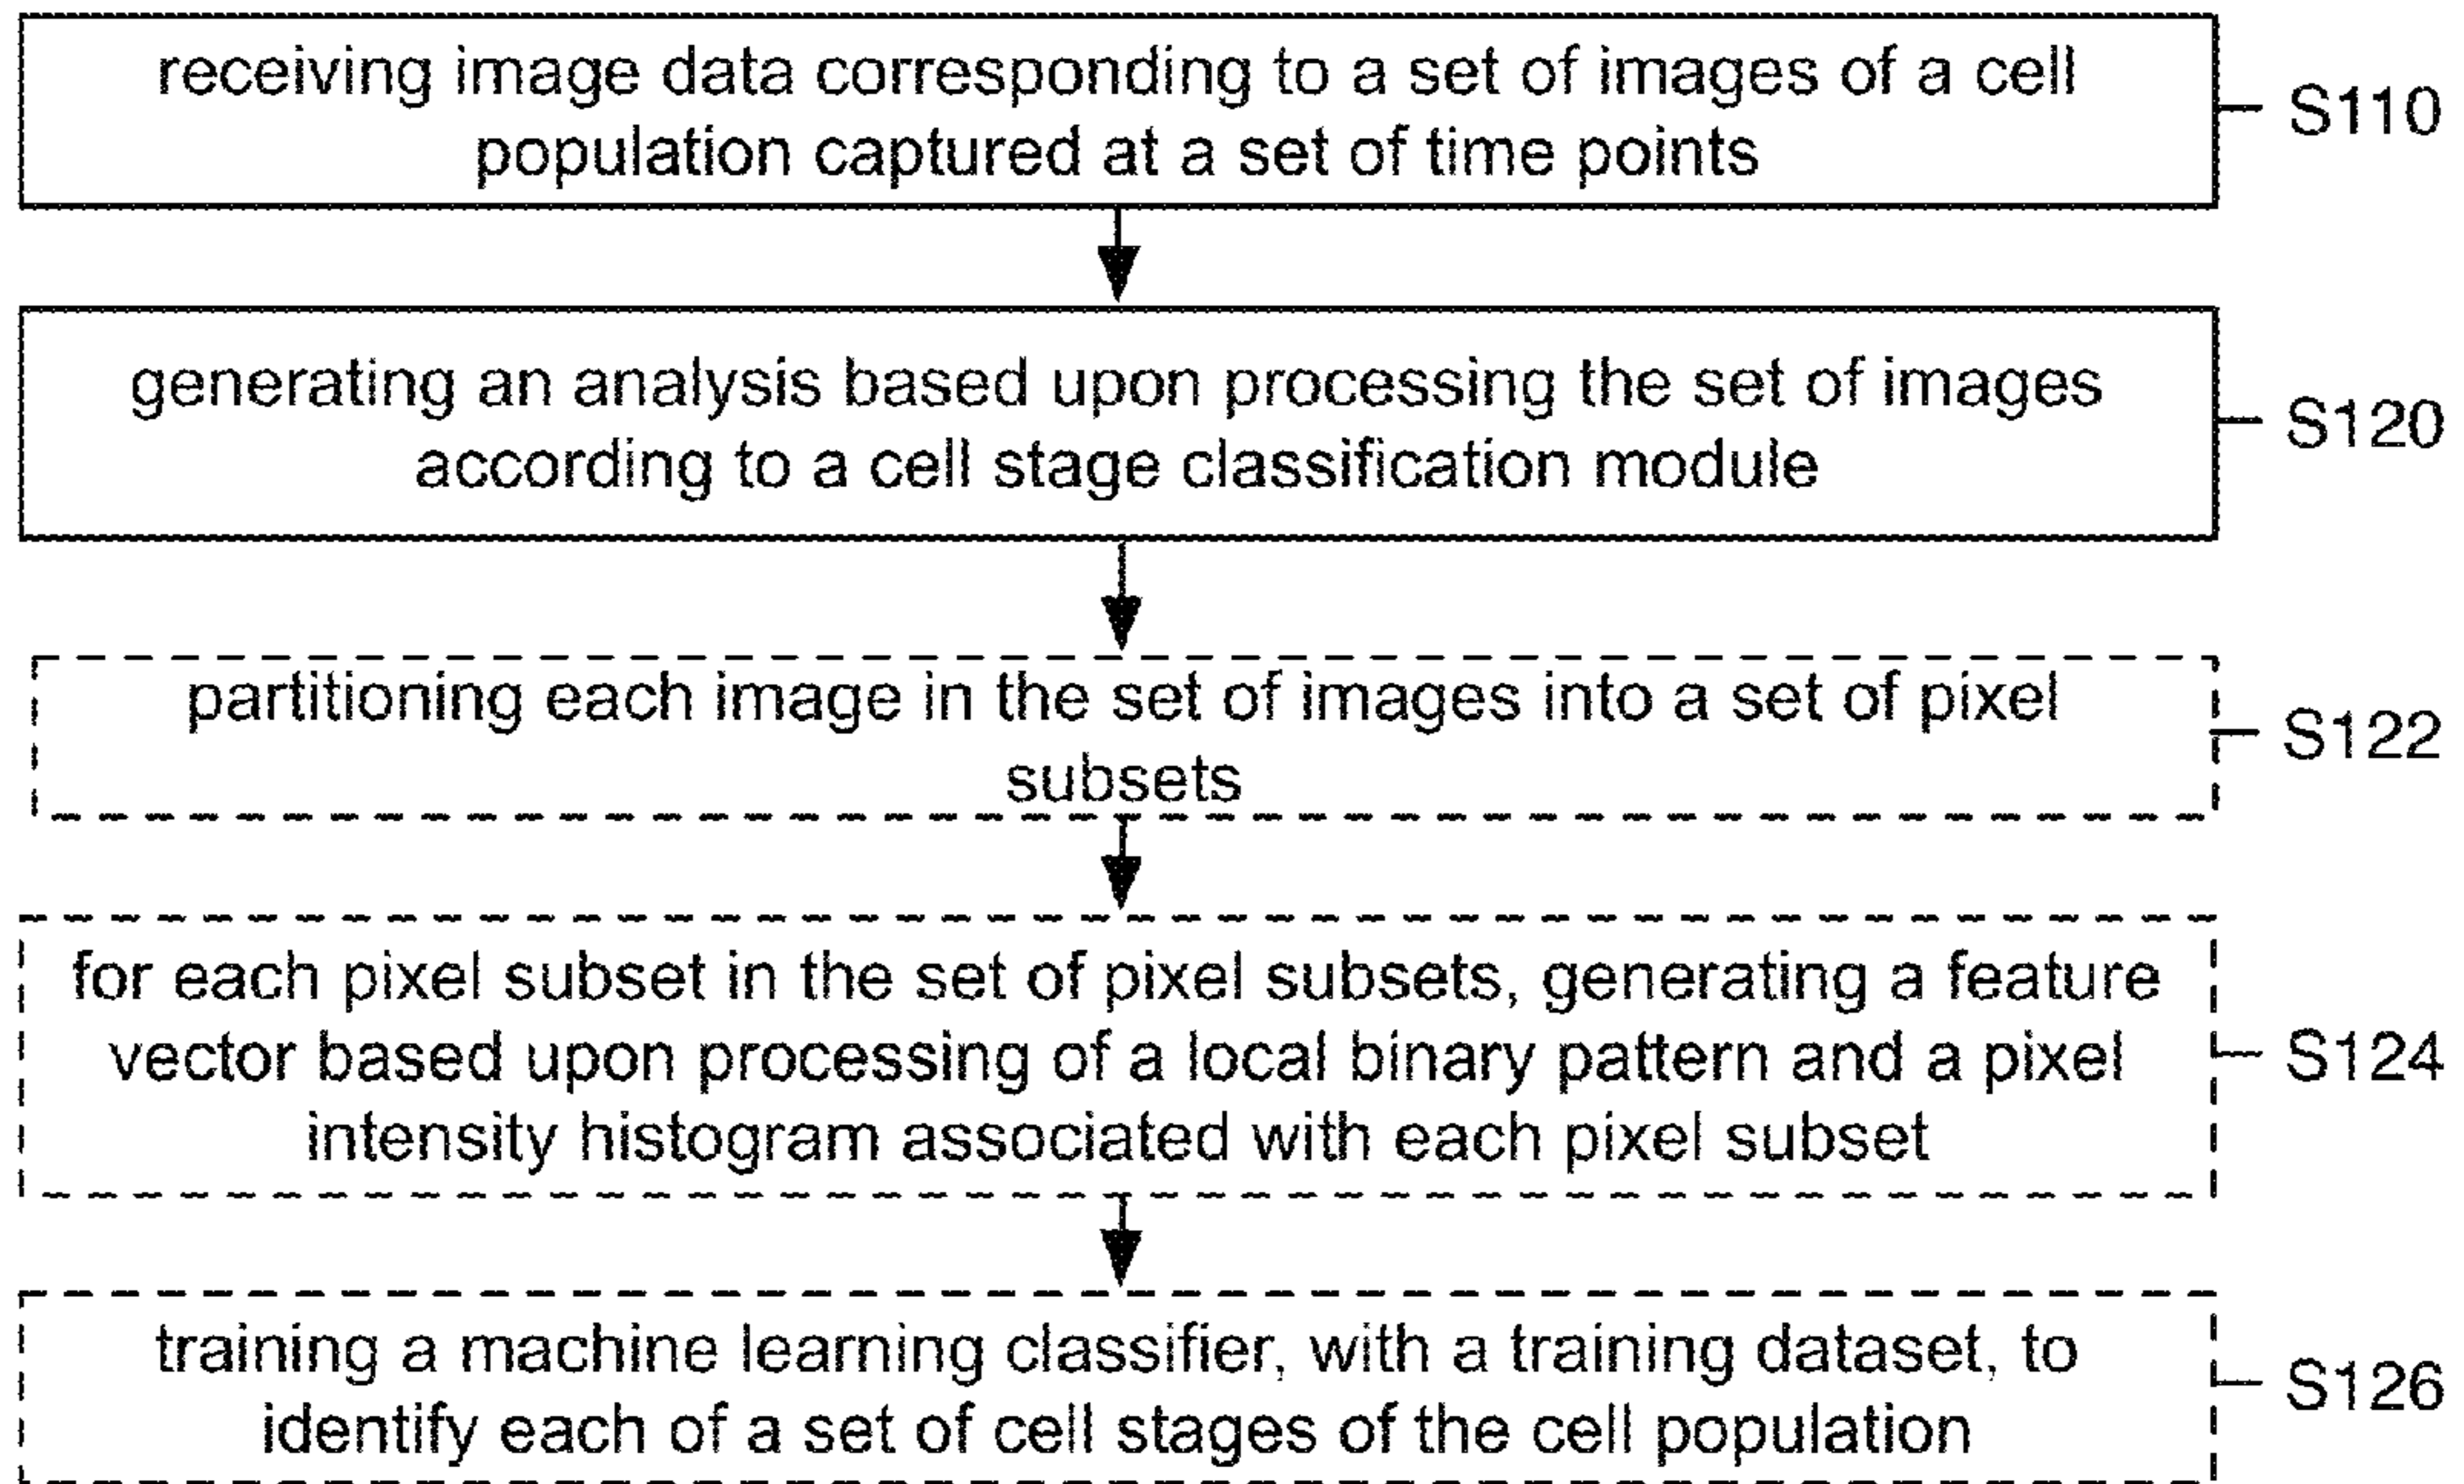 receiving image data corresponding to a set of images of a cell
population captured at a set of time points
S110
generating an analysis based upon processing the set of images
according to a cell stage classification module
S120
partitioning each image in the set of images into a set of pixel
subsets
S122
for each pixel subset in the set of pixel subsets, generating a feature
vector based upon processing of a local binary pattern and a pixel
intensity histogram associated with each pixel subset
S124
training a machine learning classifier, with a training dataset, to
identify each of a set of cell stages of the cell population
S126